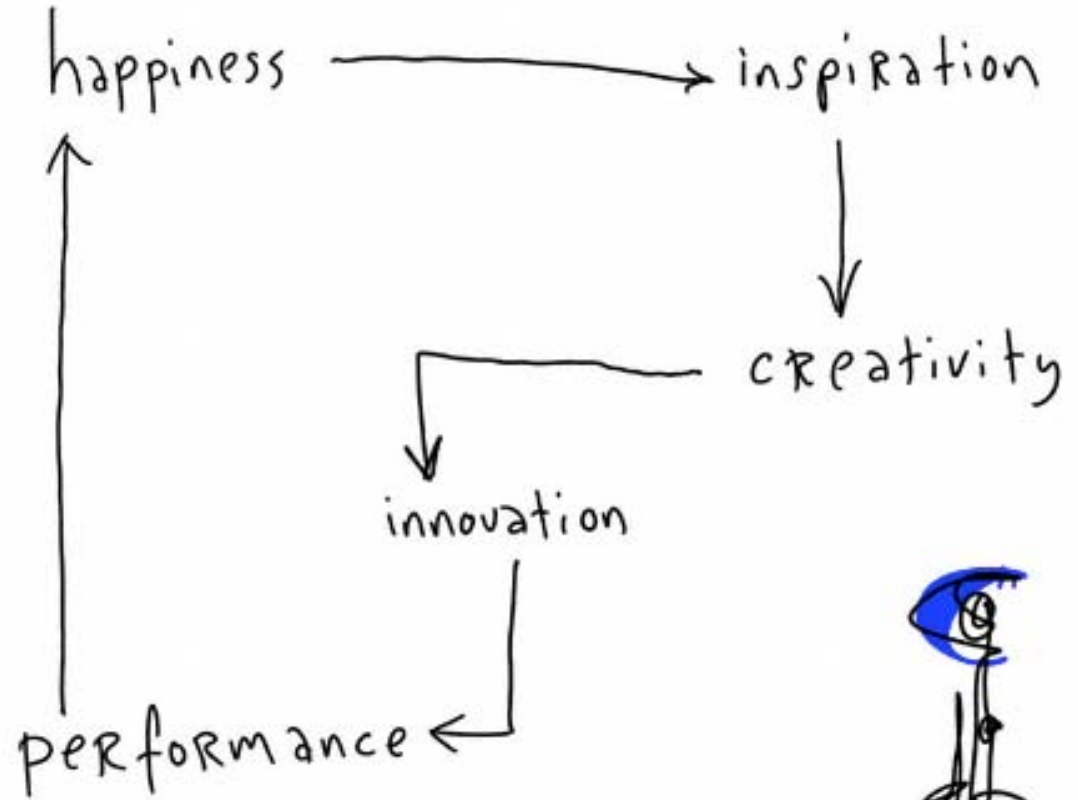 happiness
inspiration
creativity
innovation
performance